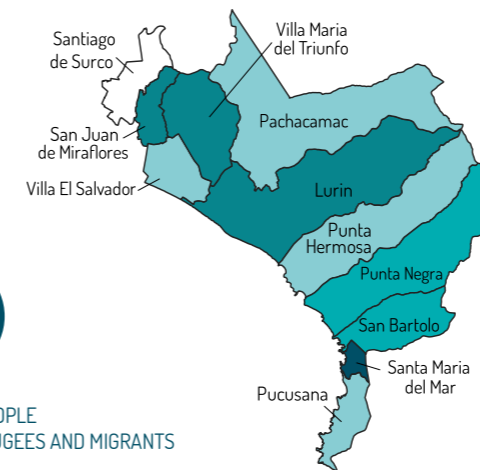 Santiago
de Surco
Villa Maria
del Triunfo
San Juan
de Miraflores
Pachacamac
Villa El Salvador
Lurin
Punta
Hermosa
Punta Negra
San Bartolo
Santa Maria
del Mar
Pucusana
OPLE
UGEES AND MIGRANTS